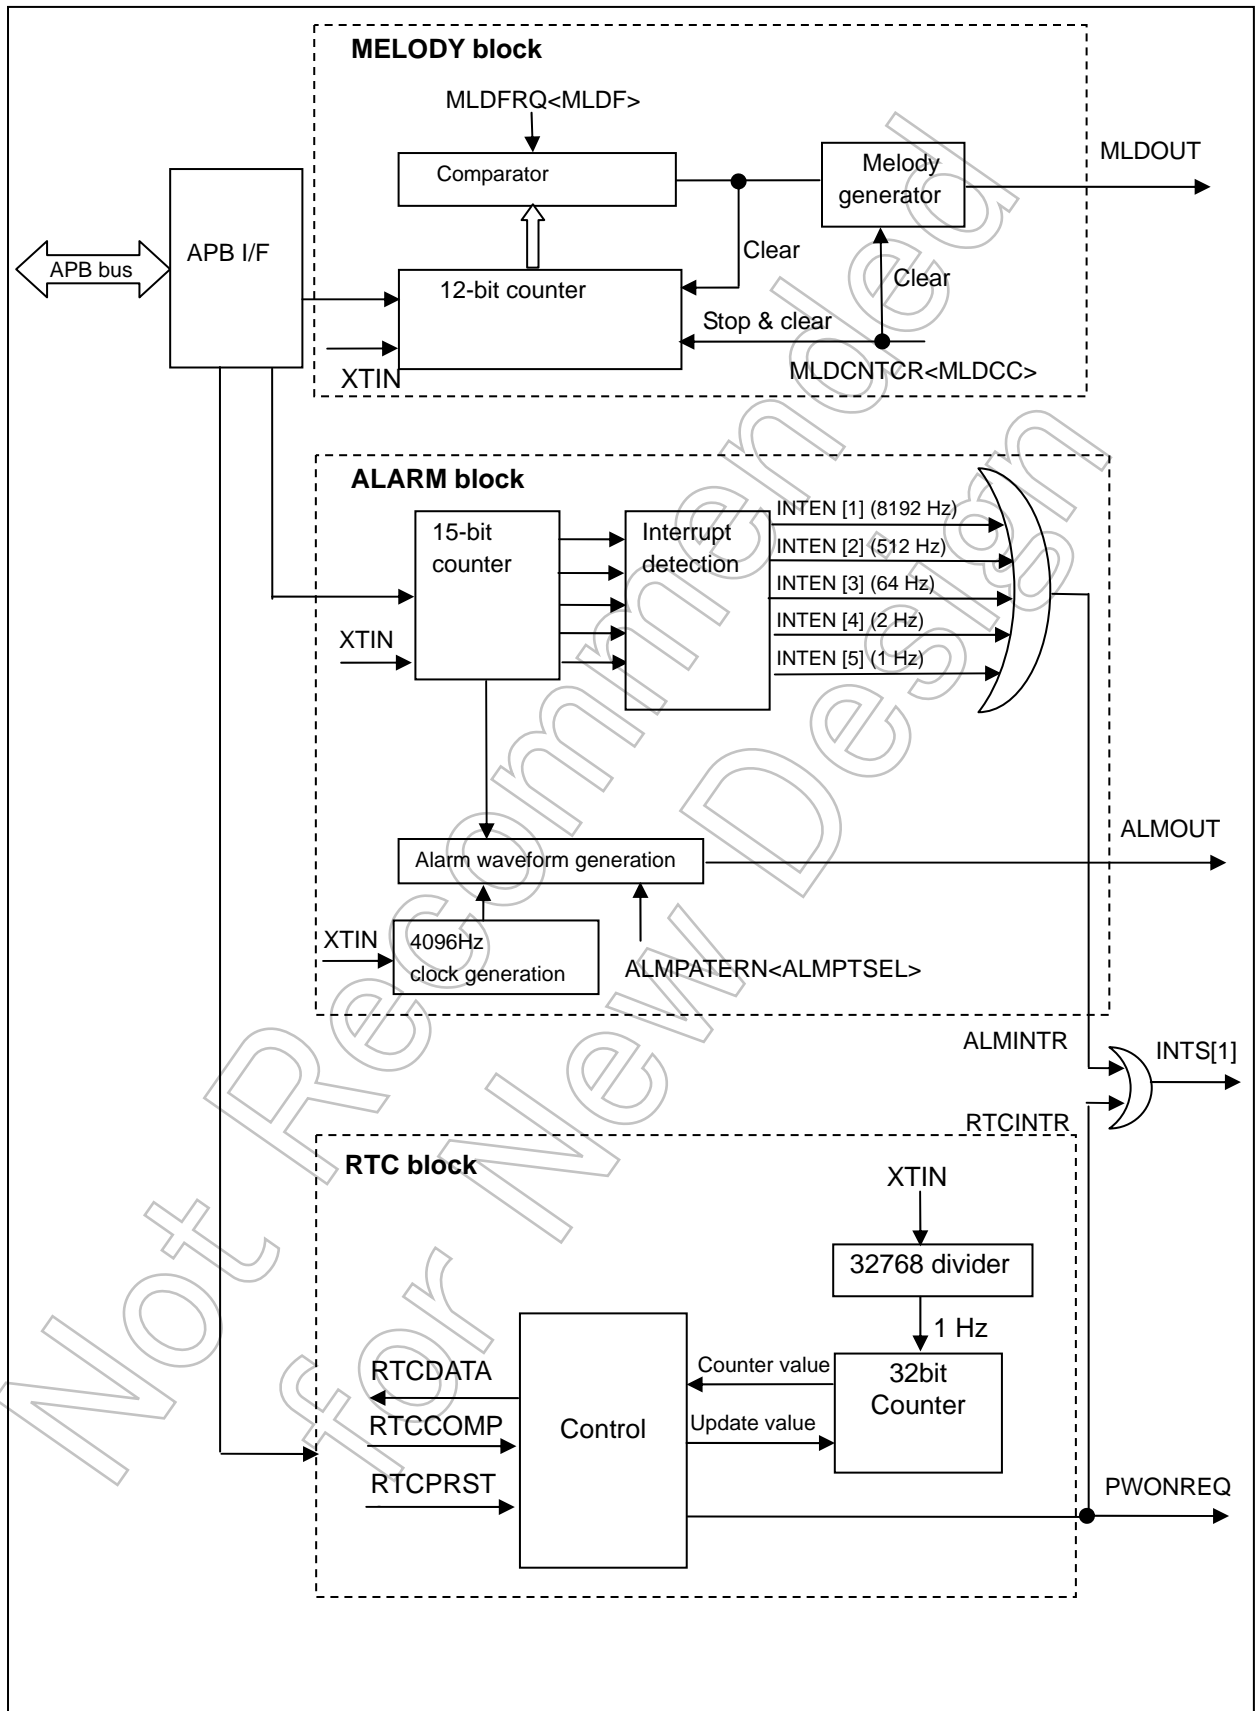 MELODY block
MLDFRQ<MLDF>
Comparator
Melody
generator
MLDOUT
APB I/F
APB bus
Clear
Clear
12-bit counter
Stop & clear
XTIN
MLDCNTCR<MLDCC>
ALARM block
15-bit
counter
Interrupt
detection
INTEN [1] (8192 Hz)
INTEN [2] (512 Hz)
INTEN [3] (64 Hz)
INTEN [4] (2 Hz)
INTEN [5] (1 Hz)
XTIN
Alarm waveform generation
ALMOUT
XTIN
4096Hz
clock generation
ALMPATERN<ALMPTSEL>
ALMINTR
INTS[1]
RTCINTR
RTC block
XTIN
32768 divider
1 Hz
RTCDATA
RTCCOMP
RTCPRST
Control
Counter value
Update value
32bit
Counter
PWONREQ
Not Recommended
for New Design